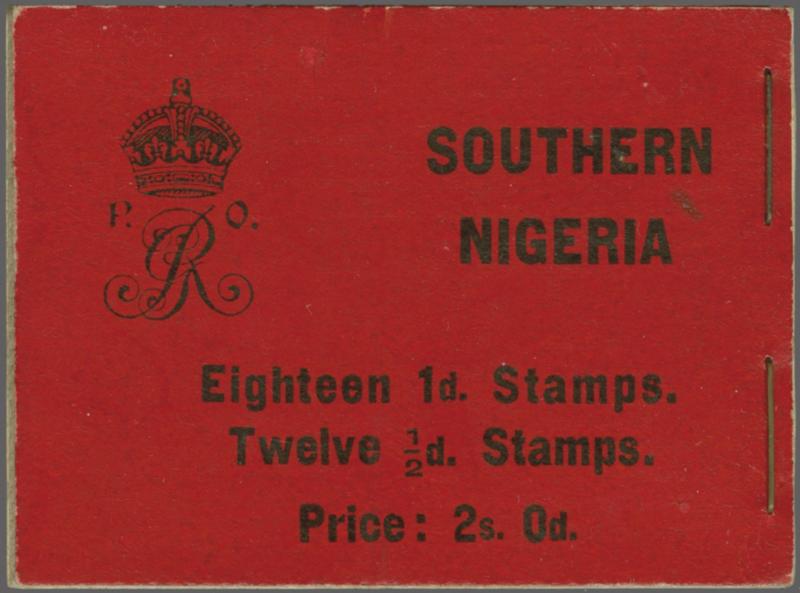 SOUTHERN
NIGERIA
P. O.
R
Eighteen 1d. Stamps.
Twelve ½d. Stamps.
Price: 2s. 0d.